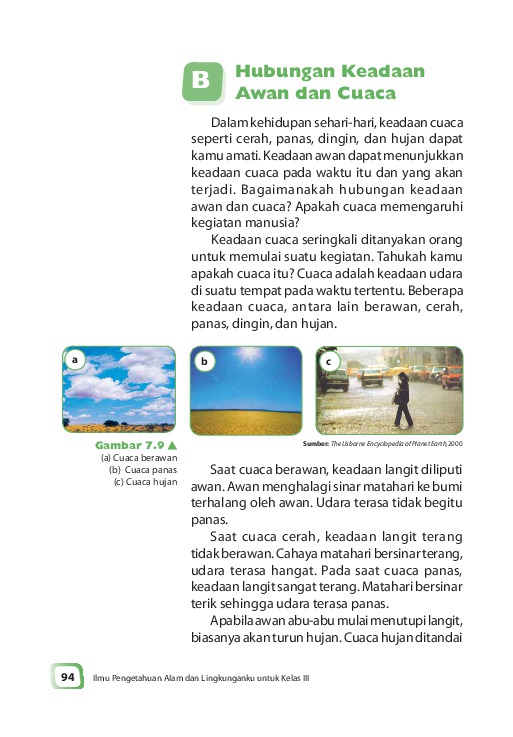 B
Hubungan Keadaan
Awan dan Cuaca
Dalam kehidupan sehari-hari, keadaan cuaca
seperti cerah, panas, dingin, dan hujan dapat
kamu amati. Keadaan awan dapat menunjukkan
keadaan cuaca pada waktu itu dan yang akan
terjadi. Bagaimanakah hubungan keadaan
awan dan cuaca? Apakah cuaca memengaruhi
kegiatan manusia?
Keadaan cuaca seringkali ditanyakan orang
untuk memulai suatu kegiatan. Tahukah kamu
apakah cuaca itu? Cuaca adalah keadaan udara
di suatu tempat pada waktu tertentu. Beberapa
keadaan cuaca, antara lain berawan, cerah,
panas, dingin, dan hujan.
a
b
c
Gambar 7.9 ▲
(a) Cuaca berawan
(b) Cuaca panas
(c) Cuaca hujan
Sumber: The Usborne Encyclopedia of Planet Earth, 2000
Saat cuaca berawan, keadaan langit diliputi
awan. Awan menghalagi sinar matahari ke bumi
terhalang oleh awan. Udara terasa tidak begitu
panas.
Saat cuaca cerah, keadaan langit terang
tidak berawan. Cahaya matahari bersinar terang,
udara terasa hangat. Pada saat cuaca panas,
keadaan langit sangat terang. Matahari bersinar
terik sehingga udara terasa panas.
Apabila awan abu-abu mulai menutupi langit,
biasanya akan turun hujan. Cuaca hujan ditandai
94
Ilmu Pengetahuan Alam dan Lingkunganku untuk Kelas III